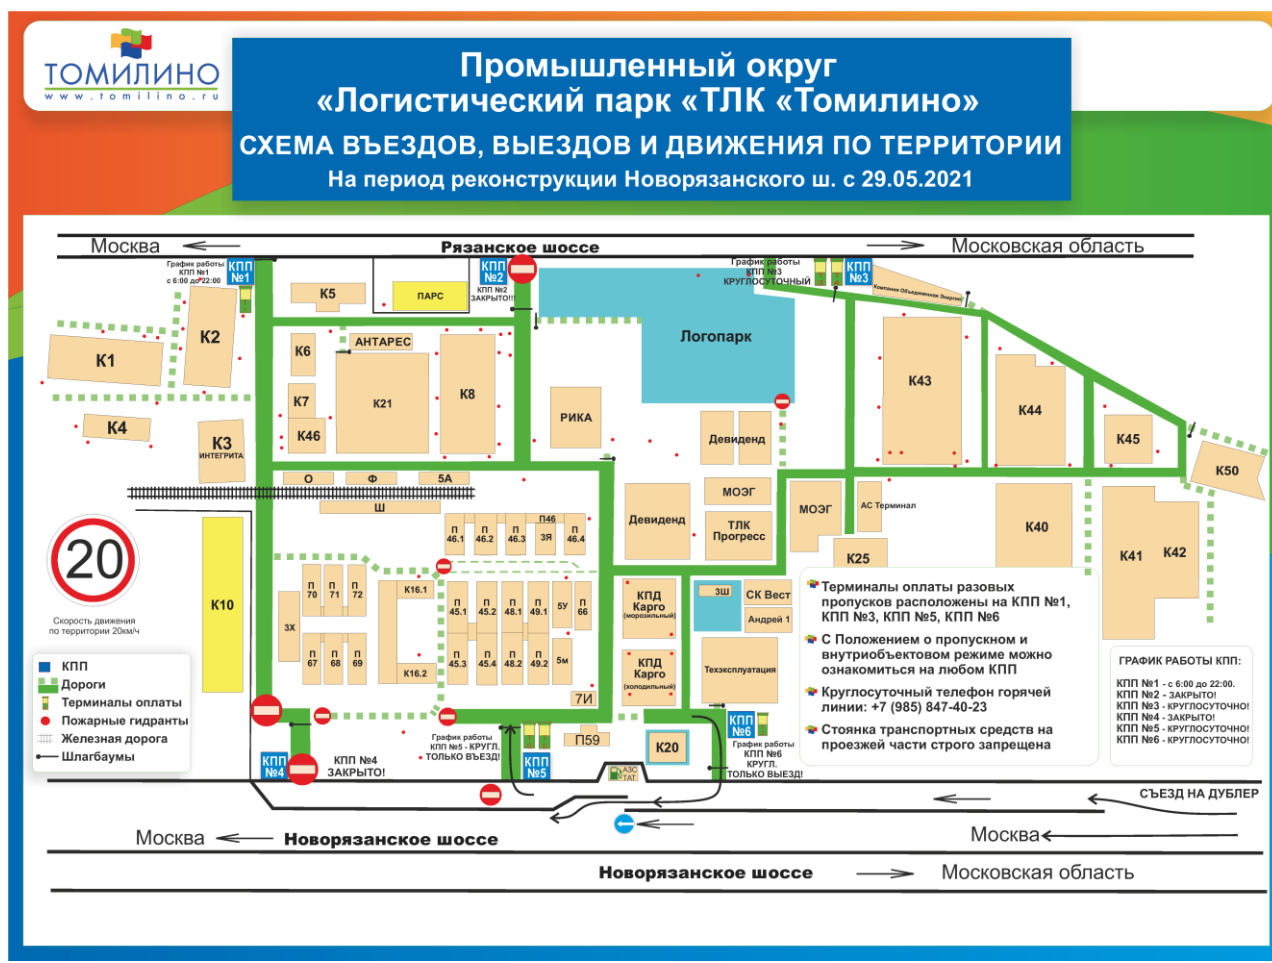 ТОМИЛИНО
www.tomilino.ru
Промышленный округ
«Логистический парк «ТЛК «Томилино»
СХЕМА ВЪЕЗДОВ, ВЫЕЗДОВ И ДВИЖЕНИЯ ПО ТЕРРИТОРИИ
На период реконструкции Новорязанского ш. с 29.05.2021
Москва
Рязанское шоссе
Московская область
График работы
КПП №1
с 6:00 до 22:00
КПП
№1
КПП
№2
КПП №2
ЗАКРЫТО!!!
График работы
КПП №3
КРУГЛОСУТОЧНЫЙ
КПП
№3
Компания Объединенная Энергия
К5
ПАРС
К2
К1
К4
К3
ИНТЕГРИТА
К6
К7
К46
АНТАРЕС
К21
К8
РИКА
Логопарк
Девиденд
К43
К44
К45
К50
О
Ф
5А
Ш
Девиденд
МОЭГ
ТЛК
Прогресс
МОЭГ
АС Терминал
К25
К40
К41
К42
К10
П
46.1
П
46.2
П
46.3
П46
3Я
П
46.4
П
70
П
71
П
72
К16.1
3Х
П
67
П
68
П
69
К16.2
П
45.1
П
45.2
П
48.1
П
49.1
5У
П
66
П
45.3
П
45.4
П
48.2
П
49.2
5м
7И
П59
КПД
Карго
(морозильный)
КПД
Карго
(холодильный)
3Ш
СК Вест
Андрей 1
Техэксплуатация
К20
АЗС
ТАТ
20
Скорость движения
по территории 20км/ч
КПП
Дороги
Терминалы оплаты
Пожарные гидранты
Железная дорога
Шлагбаумы
КПП
№4
КПП №4
ЗАКРЫТО!
График работы
КПП №5 - КРУГЛ.
ТОЛЬКО ВЪЕЗД!
КПП
№5
КПП
№6
График работы
КПП №6
КРУГЛ.
ТОЛЬКО ВЫЕЗД!
Терминалы оплаты разовых
пропусков расположены на КПП №1,
КПП №3, КПП №5, КПП №6
С Положением о пропускном и
внутриобъектовом режиме можно
ознакомиться на любом КПП
Круглосуточный телефон горячей
линии: +7 (985) 847-40-23
Стоянка транспортных средств на
проезжей части строго запрещена
ГРАФИК РАБОТЫ КПП:
КПП №1 - с 6:00 до 22:00.
КПП №2 - ЗАКРЫТО!
КПП №3 - КРУГЛОСУТОЧНО!
КПП №4 - ЗАКРЫТО!
КПП №5 - КРУГЛОСУТОЧНО!
КПП №6 - КРУГЛОСУТОЧНО!
СЪЕЗД НА ДУБЛЕР
Москва
Новорязанское шоссе
Москва
Новорязанское шоссе
Московская область